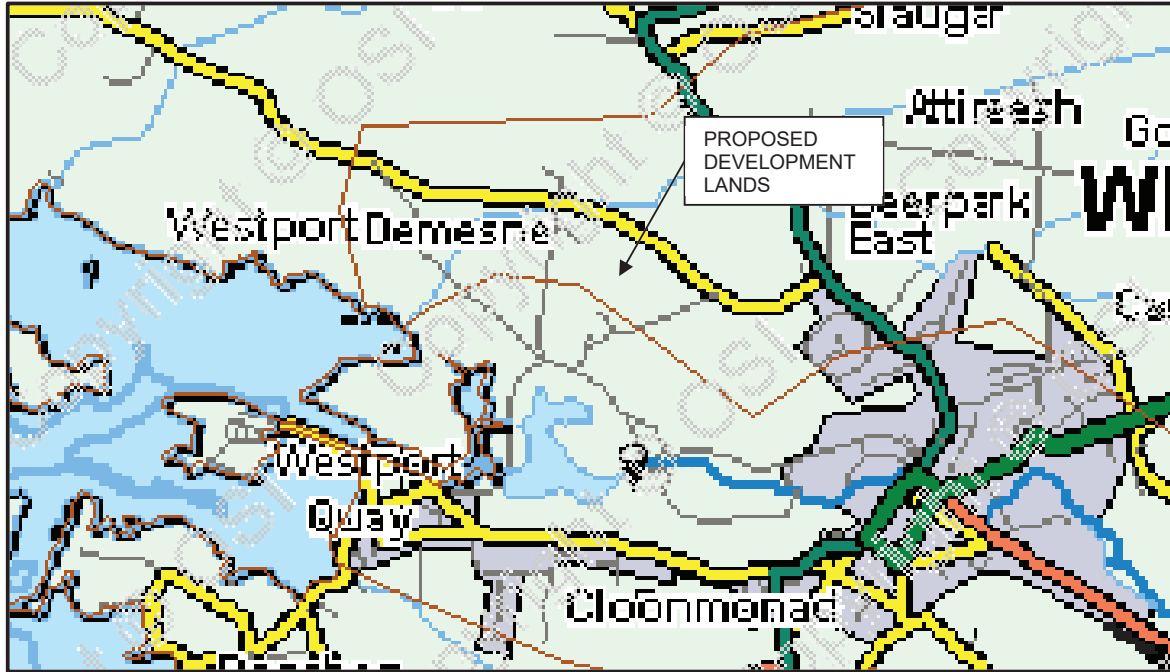 Attireesh
PROPOSED
DEVELOPMENT
LANDS
Westport Demesne
Deerpark
East
Westport
Quay
Cloonmonad